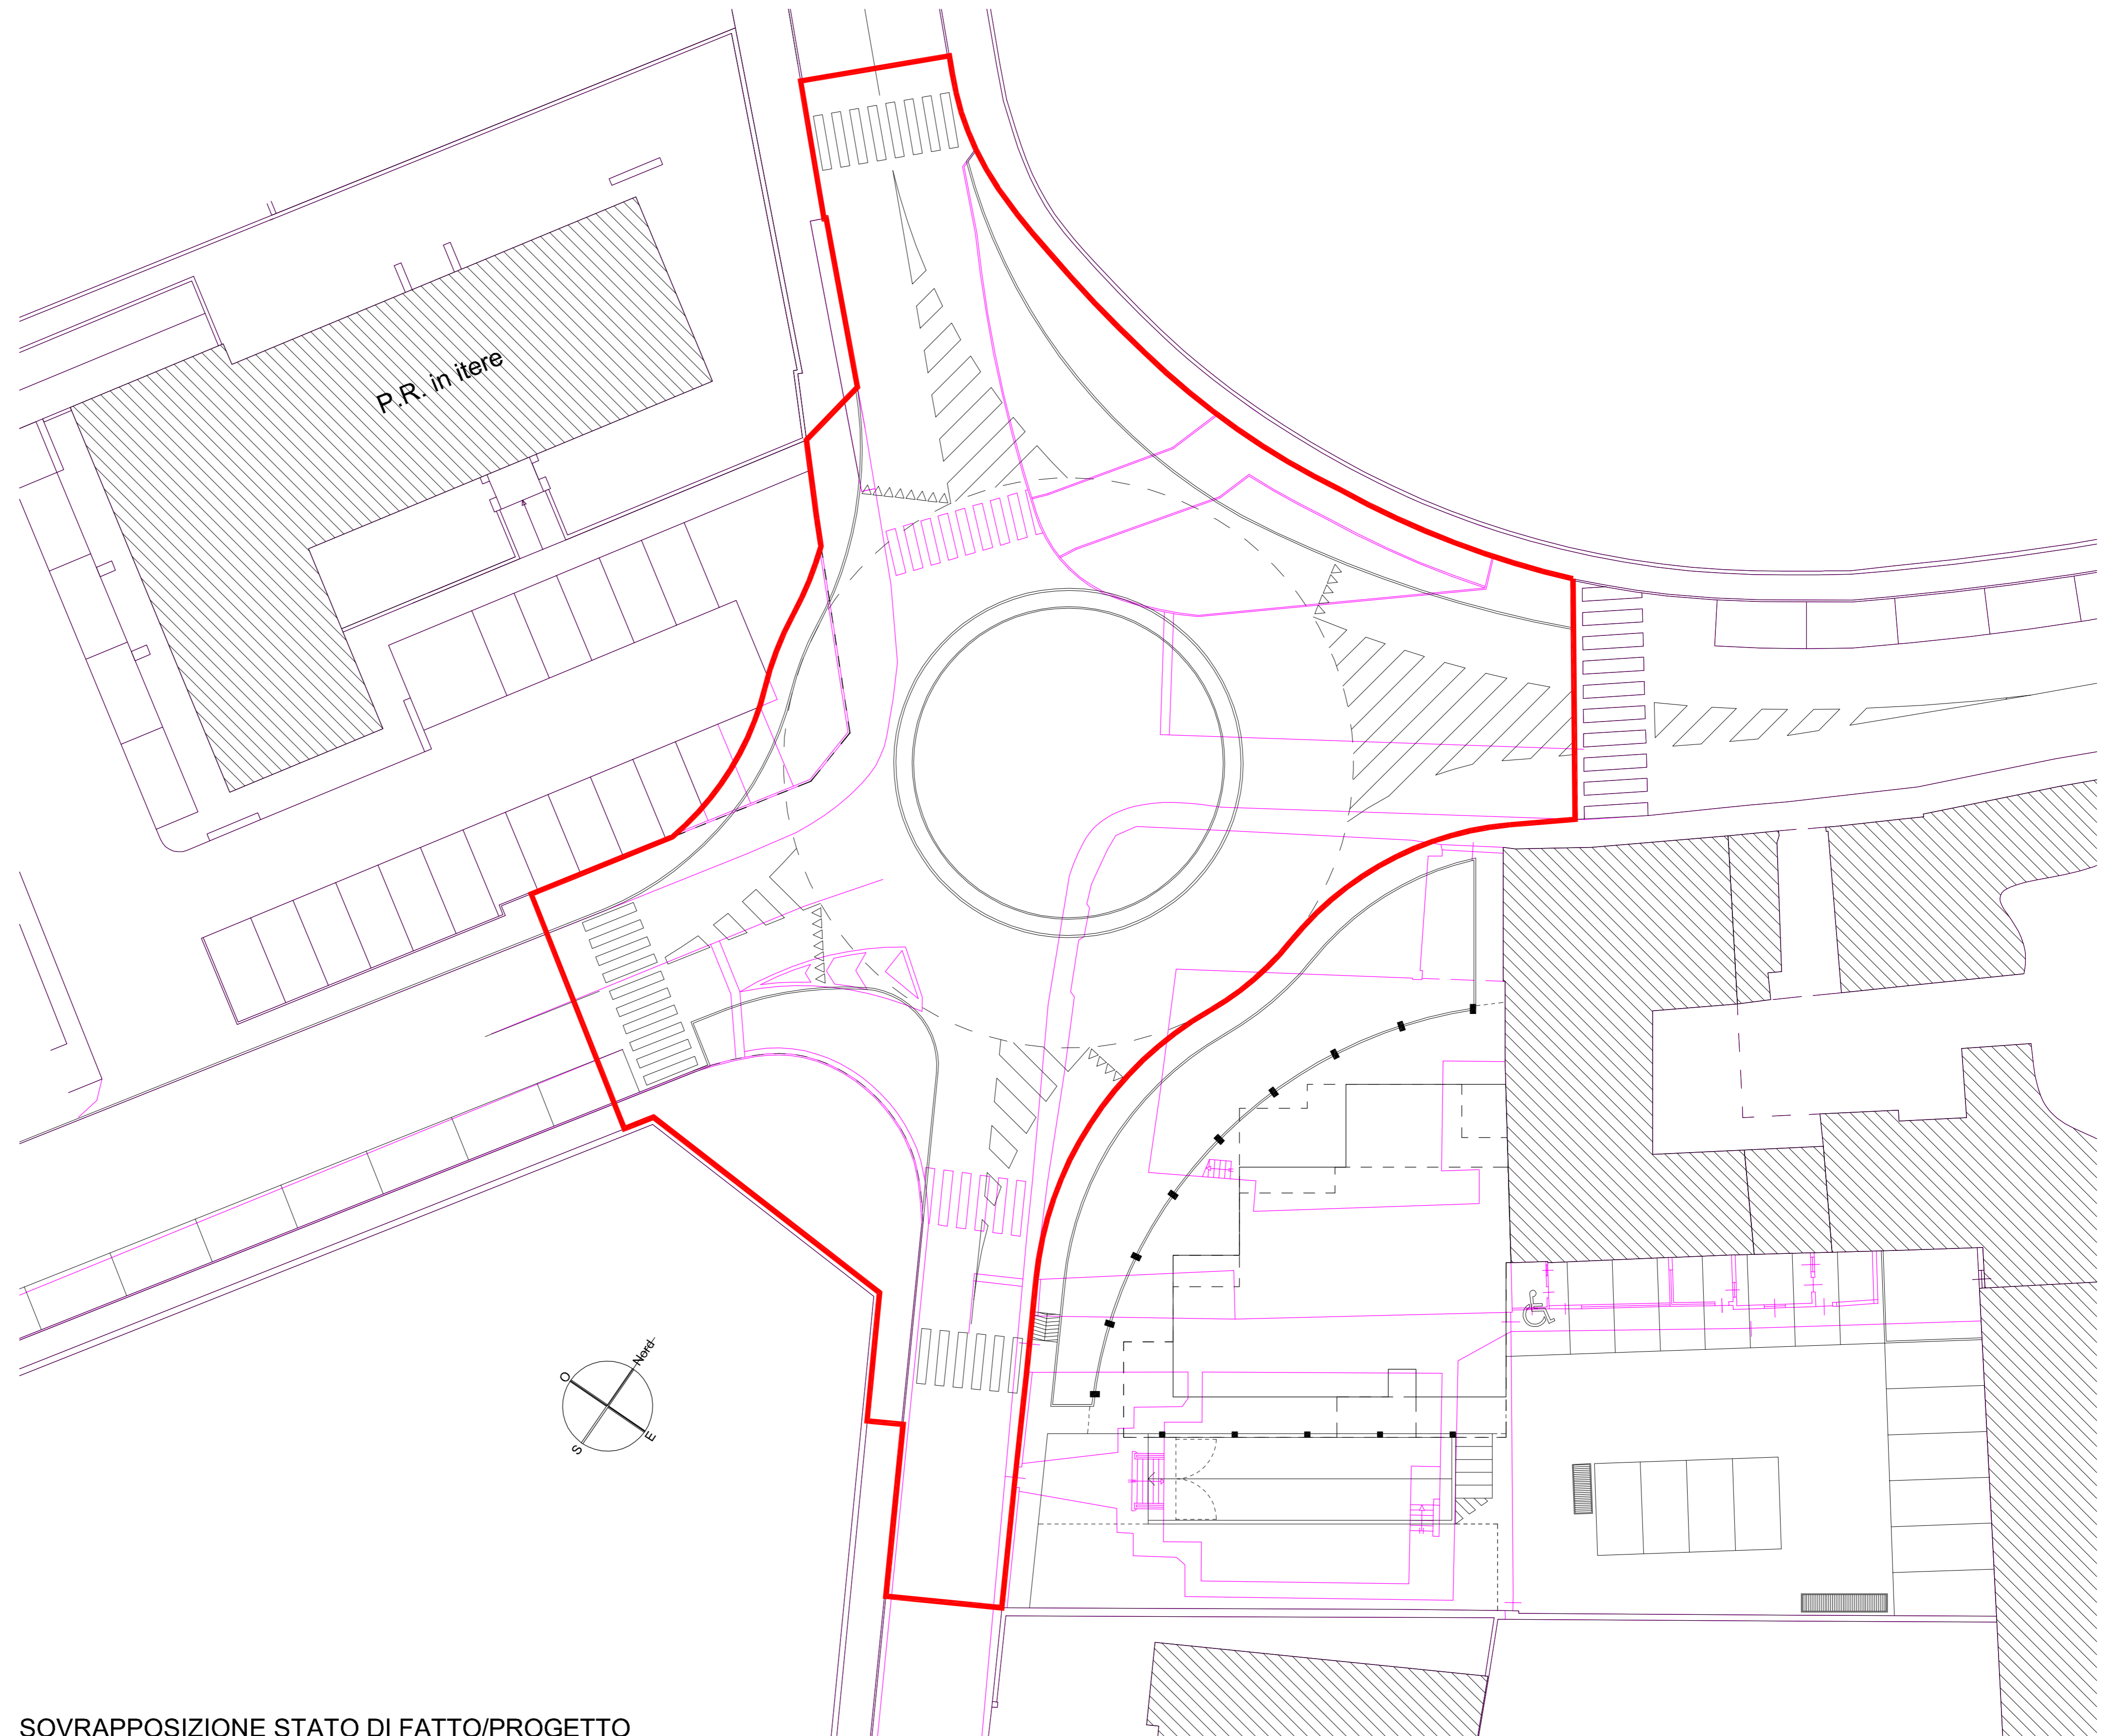 P.R. in itere
Nord
O
S
E
SOVRAPPOSIZIONE STATO DI FATTO/PROGETTO